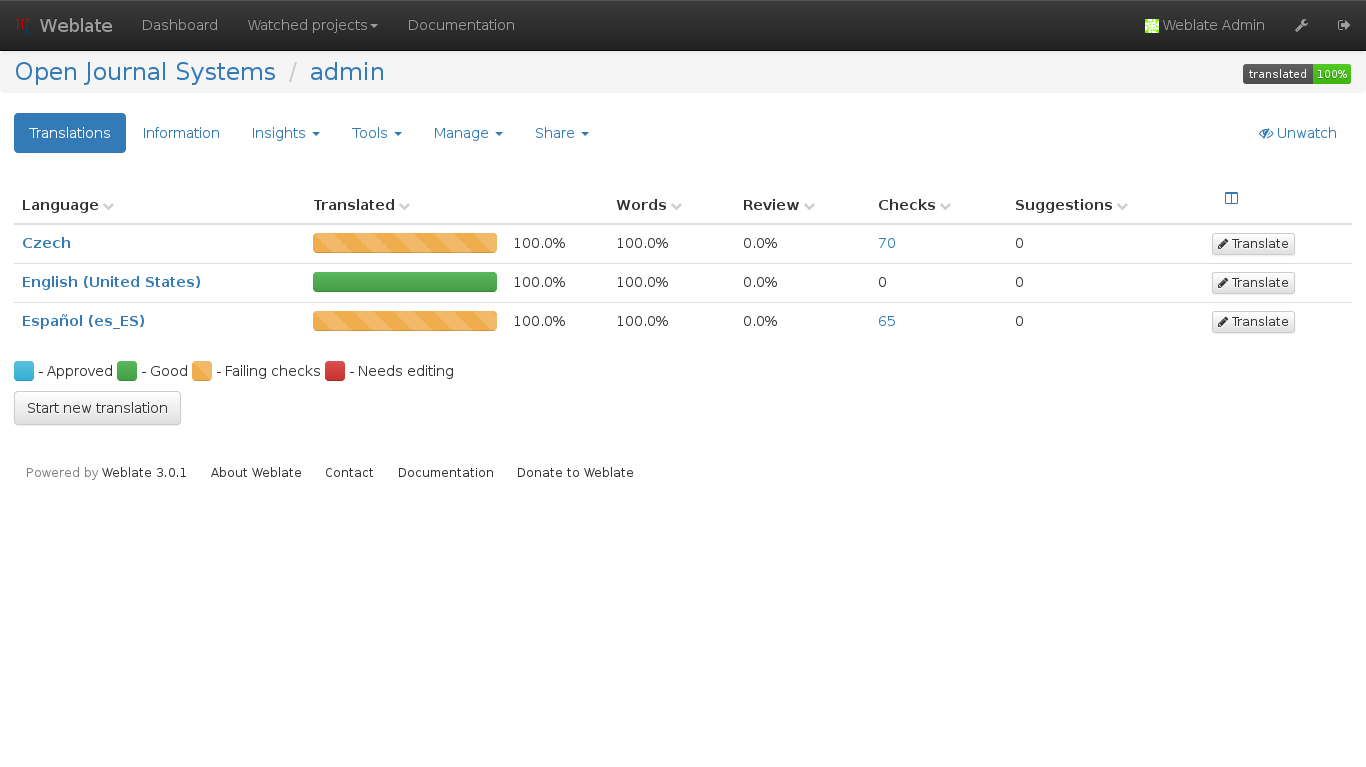 Weblate Dashboard Watched projects Documentation Weblate Admin
Open Journal Systems / admin translated 100%
Translations Information Insights Tools Manage Share Unwatch
Language Translated Words Review Checks Suggestions
Czech 100.0% 100.0% 0.0% 70 0 Translate
English (United States) 100.0% 100.0% 0.0% 0 0 Translate
Español (es_ES) 100.0% 100.0% 0.0% 65 0 Translate
- Approved - Good - Failing checks - Needs editing
Start new translation
Powered by Weblate 3.0.1 About Weblate Contact Documentation Donate to Weblate